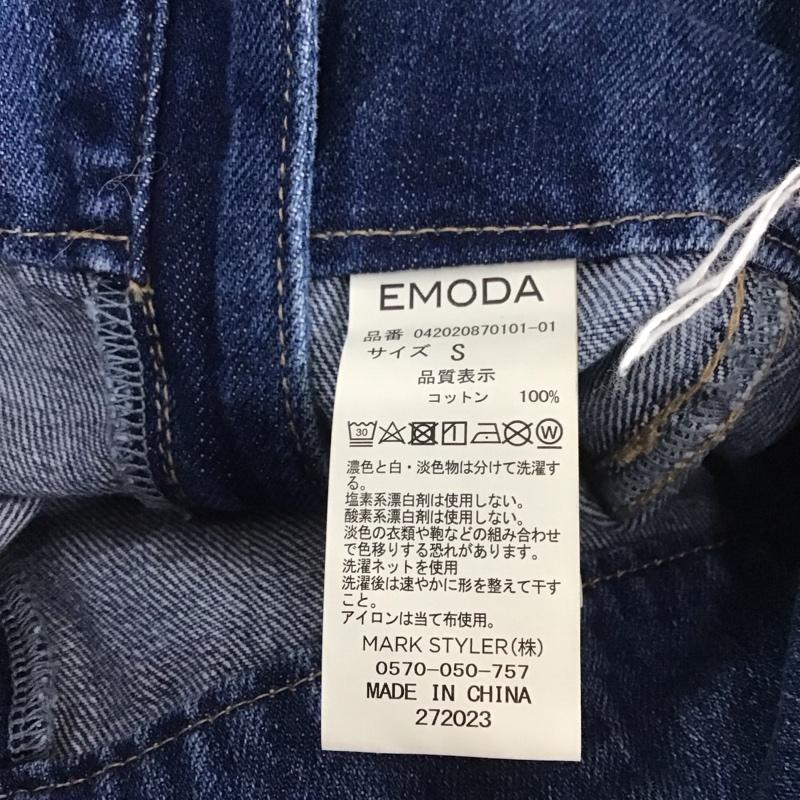 EMODA
品番 042020870101-01
サイズ S
品質表示
コットン 100%
30
W
濃色と白・淡色物は分けて洗濯す
る。
塩素系漂白剤は使用しない。
酸素系漂白剤は使用しない。
淡色の衣類や鞄などの組み合わせ
で色移りする恐れがあります。
洗濯ネットを使用
洗濯後は速やかに形を整えて干す
こと。
アイロンは当て布使用。
MARK STYLER(株)
0570-050-757
MADE IN CHINA
272023